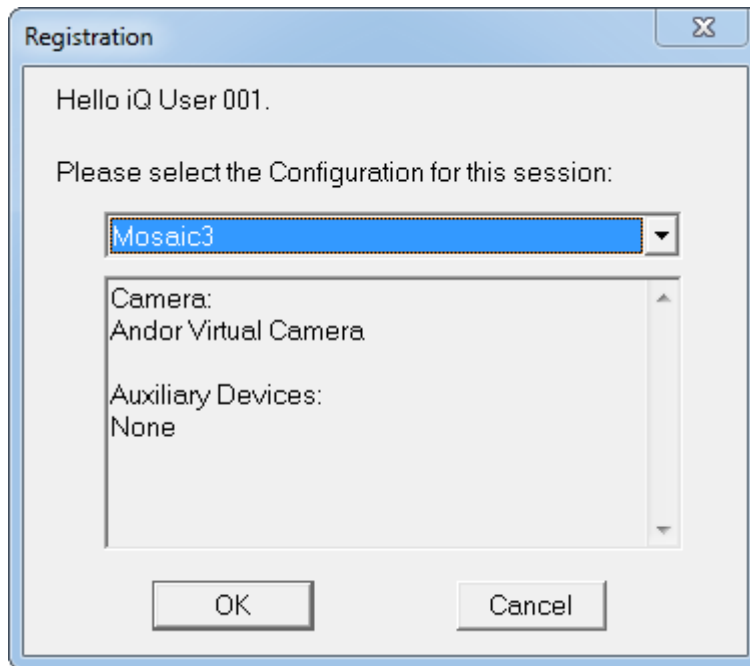 Registration
Hello iQ User 001.
Please select the Configuration for this session:
Mosaic3
Camera:
Andor Virtual Camera
Auxiliary Devices:
None
OK
Cancel